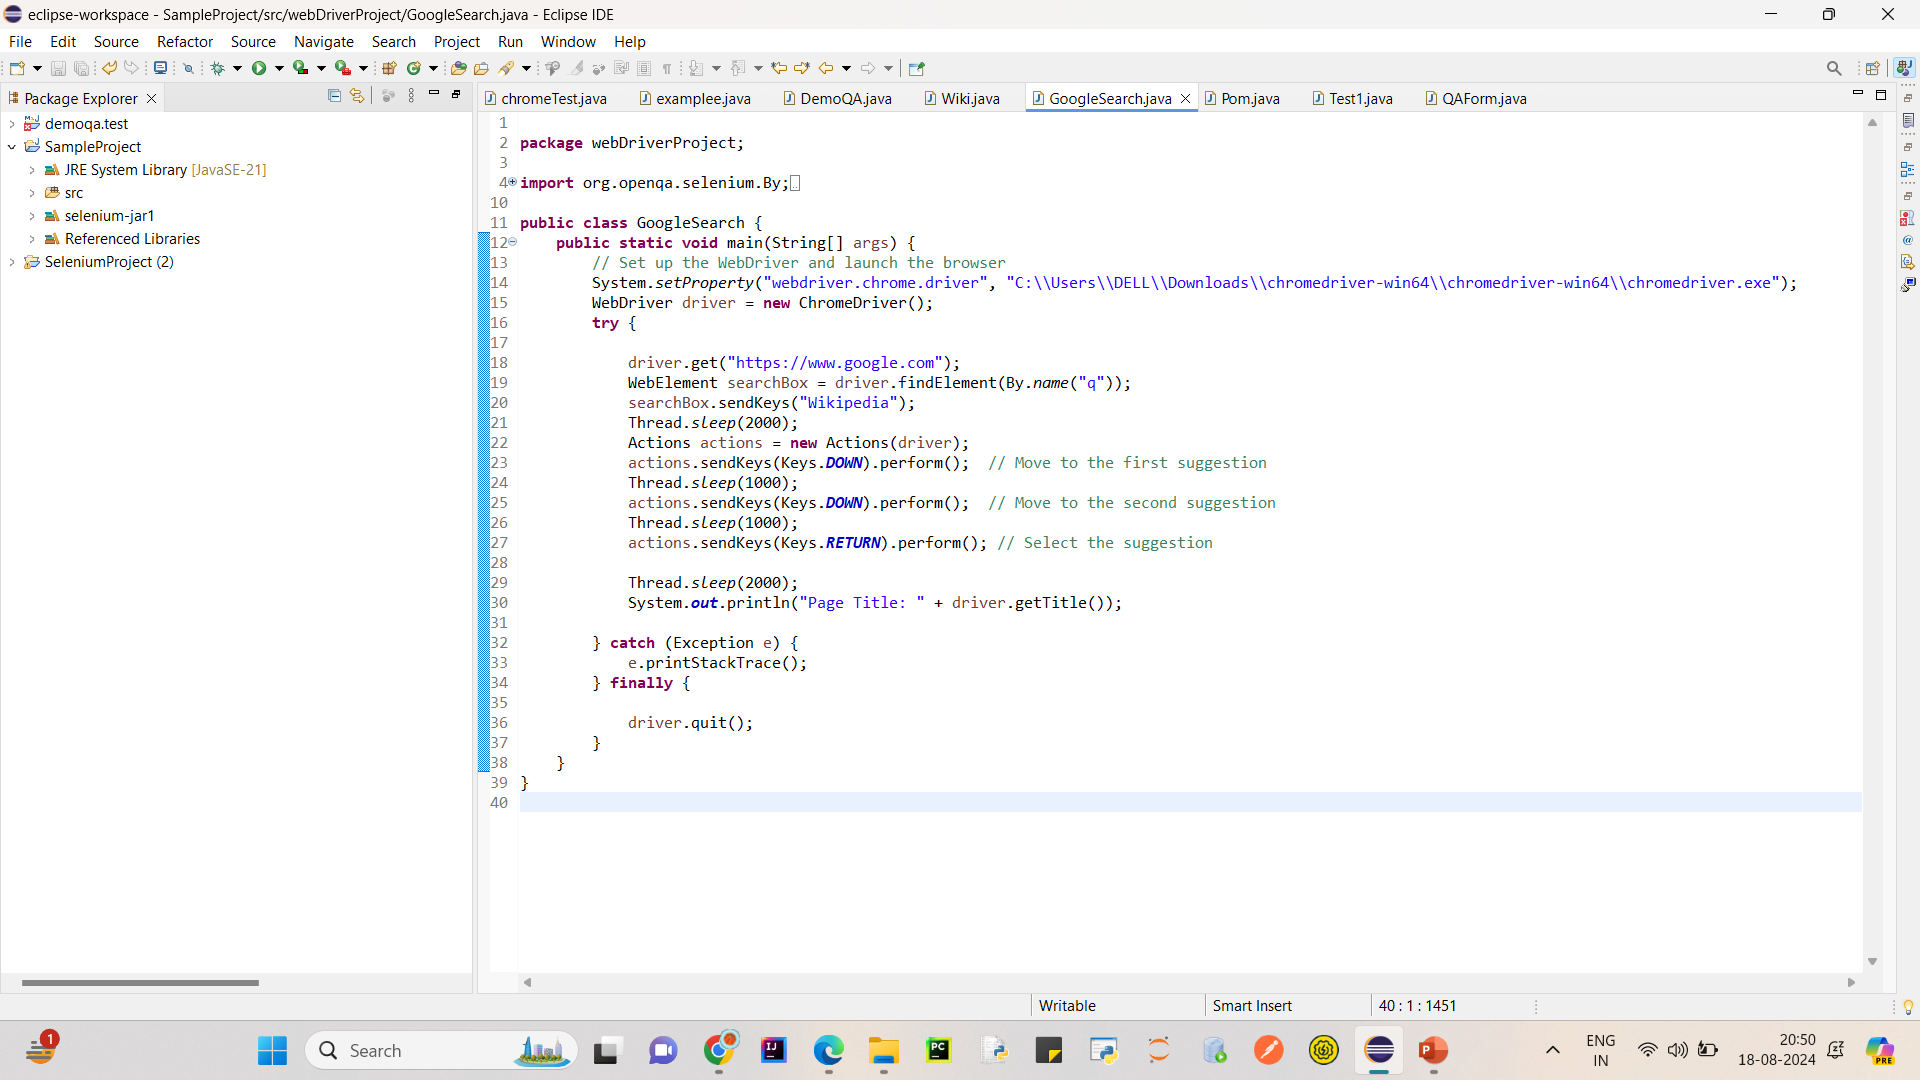 eclipse-workspace - SampleProject/src/webDriverProject/GoogleSearch.java - Eclipse IDE
File Edit Source Refactor Source Navigate Search Project Run Window Help
Package Explorer
demoqa.test
SampleProject
JRE System Library [JavaSE-21]
src
selenium-jar1
Referenced Libraries
SeleniumProject (2)
chromeTest.java examplee.java DemoQA.java Wiki.java GoogleSearch.java Pom.java Test1.java QAForm.java
1
2 package webDriverProject;
3
4 import org.openqa.selenium.By;
10
11 public class GoogleSearch {
12     public static void main(String[] args) {
13         // Set up the WebDriver and launch the browser
14         System.setProperty("webdriver.chrome.driver", "C:\\Users\\DELL\\Downloads\\chromedriver-win64\\chromedriver-win64\\chromedriver.exe");
15         WebDriver driver = new ChromeDriver();
16         try {
17
18             driver.get("https://www.google.com");
19             WebElement searchBox = driver.findElement(By.name("q"));
20             searchBox.sendKeys("Wikipedia");
21             Thread.sleep(2000);
22             Actions actions = new Actions(driver);
23             actions.sendKeys(Keys.DOWN).perform();  // Move to the first suggestion
24             Thread.sleep(1000);
25             actions.sendKeys(Keys.DOWN).perform();  // Move to the second suggestion
26             Thread.sleep(1000);
27             actions.sendKeys(Keys.RETURN).perform(); // Select the suggestion
28
29             Thread.sleep(2000);
30             System.out.println("Page Title: " + driver.getTitle());
31
32         } catch (Exception e) {
33             e.printStackTrace();
34         } finally {
35
36             driver.quit();
37         }
38     }
39 }
40
Writable Smart Insert 40 : 1 : 1451
1
Search
IJ
PC
P
ENG
IN
20:50
18-08-2024
PRE